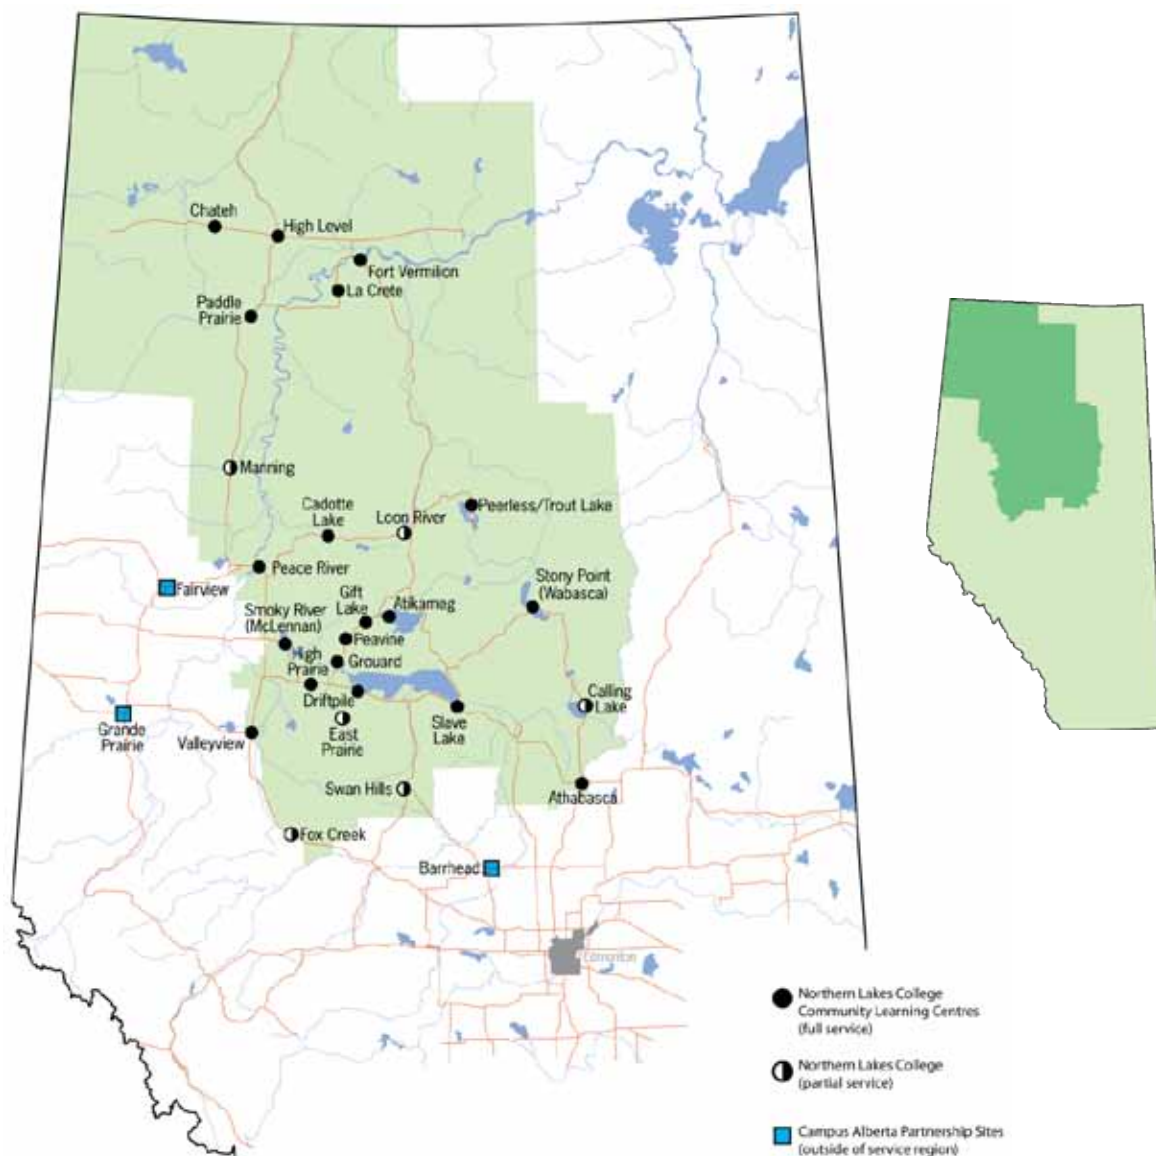 Chateh
High Level
Fort Vermilion
La Crete
Paddle
Prairie
Manning
Cadotte
Lake
Loon River
Peerless/Trout Lake
Peace River
Fairview
Stony Point
(Wabasca)
Gift
Lake
Atikameg
Smoky River
(McLennan)
Peavine
High
Prairie
Grouard
Driftpile
Calling
Lake
Grande
Prairie
Valleyview
East
Prairie
Slave
Lake
Swan Hills
Athabasca
Fox Creek
Barrhead
Edmonton
Northern Lakes College
Community Learning Centres
(full service)
Northern Lakes College
(partial service)
Campus Alberta Partnership Sites
(outside of service region)